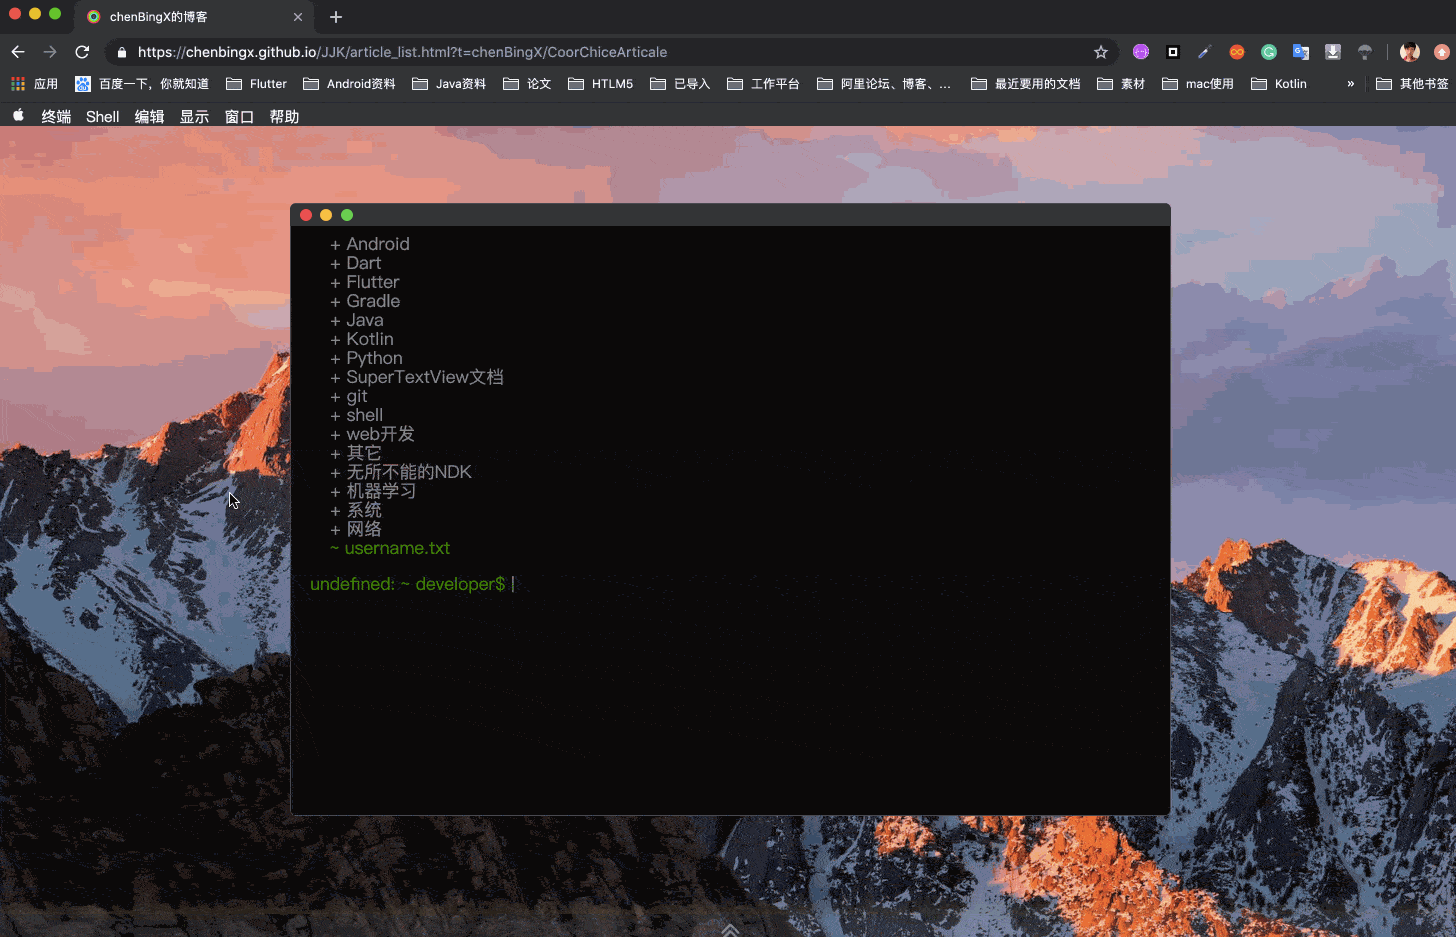 chenBingX的博客
https://chenbingx.github.io/JJK/article_list.html?t=chenBingX/CoorChiceArticale
应用 百度一下，你就知道 Flutter Android资料 Java资料 论文 HTLM5 已导入 工作平台 阿里论坛、博客、... 最近要用的文档 素材 mac使用 Kotlin » 其他书签
终端 Shell 编辑 显示 窗口 帮助
+ Android
+ Dart
+ Flutter
+ Gradle
+ Java
+ Kotlin
+ Python
+ SuperTextView文档
+ git
+ shell
+ web开发
+ 其它
+ 无所不能的NDK
+ 机器学习
+ 系统
+ 网络
~ username.txt
undefined: ~ developer$ |